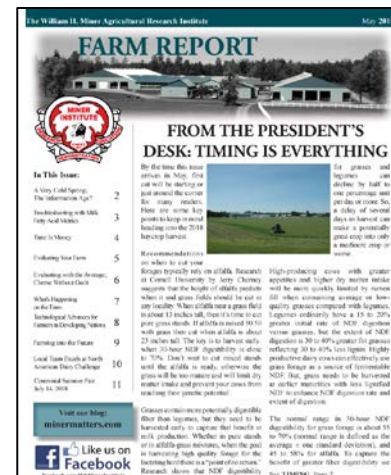 The William H. Miner Agricultural Research Institute
May 201
FARM REPORT
MINER
INSTITUTE
FROM THE PRESIDENT'S
DESK: TIMING IS EVERYTHING
In This Issue:
A Very Cold Spring;
The Information Age? 2
Troubleshooting with Milk
Fatty Acid Metrics 3
Time Is Money 4
Evaluating Your Farm 5
Evaluating with the Average;
Cheese Without Guilt 6
What's Happening
on the Farm 7
Technological Advances for
Farmers in Developing Nations 8
Farming into the Future 9
Local Team Excels at North
American Dairy Challenge 10
Centennial Summer Fair
July 14, 2018 11
Visit our blog:
minermatters.com
Like us on
Facebook
By the time this issue
arrives in May, first
cut will be starting or
just around the corner
for many readers.
Here are some key
points to keep in mind
heading into the 2018
haycrop harvest.
Recommendations
on when to cut your
forages typically rely on alfalfa. Research
at Cornell University by Jerry Cherney
suggests that the height of alfalfa predicts
when it and grass fields should be cut in
any locality. When alfalfa near a grass field
is about 13 inches tall, then it's time to cut
pure grass stands. If alfalfa is mixed 50:50
with grass then cut when alfalfa is about
23 inches tall. The key is to harvest early,
when 30-hour NDF digestibility is close
to 70%. Don't wait to cut mixed stands
until the alfalfa is ready, otherwise the
grass will be too mature and will limit dry
matter intake and prevent your cows from
reaching their genetic potential.
Grasses contain more potentially digestible
fiber than legumes, but they need to be
harvested early to capture that benefit in
milk production. Whether in pure stands
or in alfalfa-grass mixtures, when the goal
is harvesting high quality forage for the
lactating herd there is a "point of no return."
Research shows that NDF digestibility
for grasses and
legumes can
decline by half to
one percentage unit
per day or more. So,
a delay of several
days in harvest can
make a potentially
great crop into only
a mediocre crop or
worse.
High-producing cows with greater
appetites and higher dry matter intake
will be more quickly limited by rumen
fill when consuming average or low-
quality grasses compared with legumes.
Legumes ordinarily have a 15 to 20%
greater initial rate of NDF digestion
versus grasses, but the extent of NDF
digestion is 30 to 40% greater for grasses
reflecting 30 to 40% less lignin. Highly
productive dairy cows can effectively use
grass forage as a source of fermentable
NDF. But, grass needs to be harvested
at earlier maturities with less lignified
NDF to enhance NDF digestion rate and
extent of digestion.
The normal range in 30-hour NDF
digestibility for grass forage is about 55
to 70% (normal range is defined as the
average ± one standard deviation), and
45 to 58% for alfalfa. To capture the
benefit of greater fiber digestibility in
See TIMING, Page 2